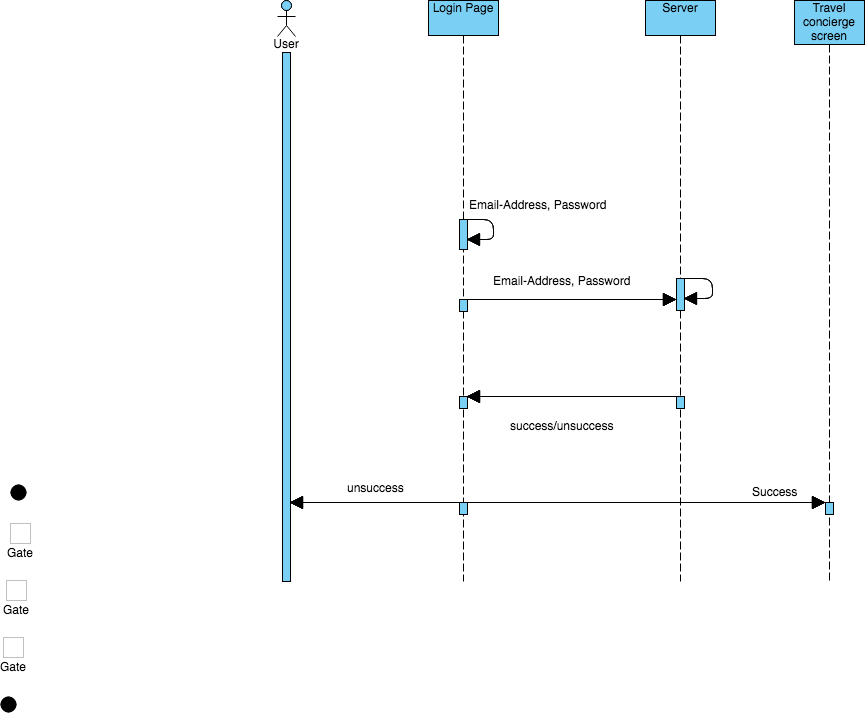 Login Page
Server
Travel
concierge
screen
User
Email-Address, Password
Email-Address, Password
success/unsuccess
unsuccess
Success
Gate
Gate
Gate